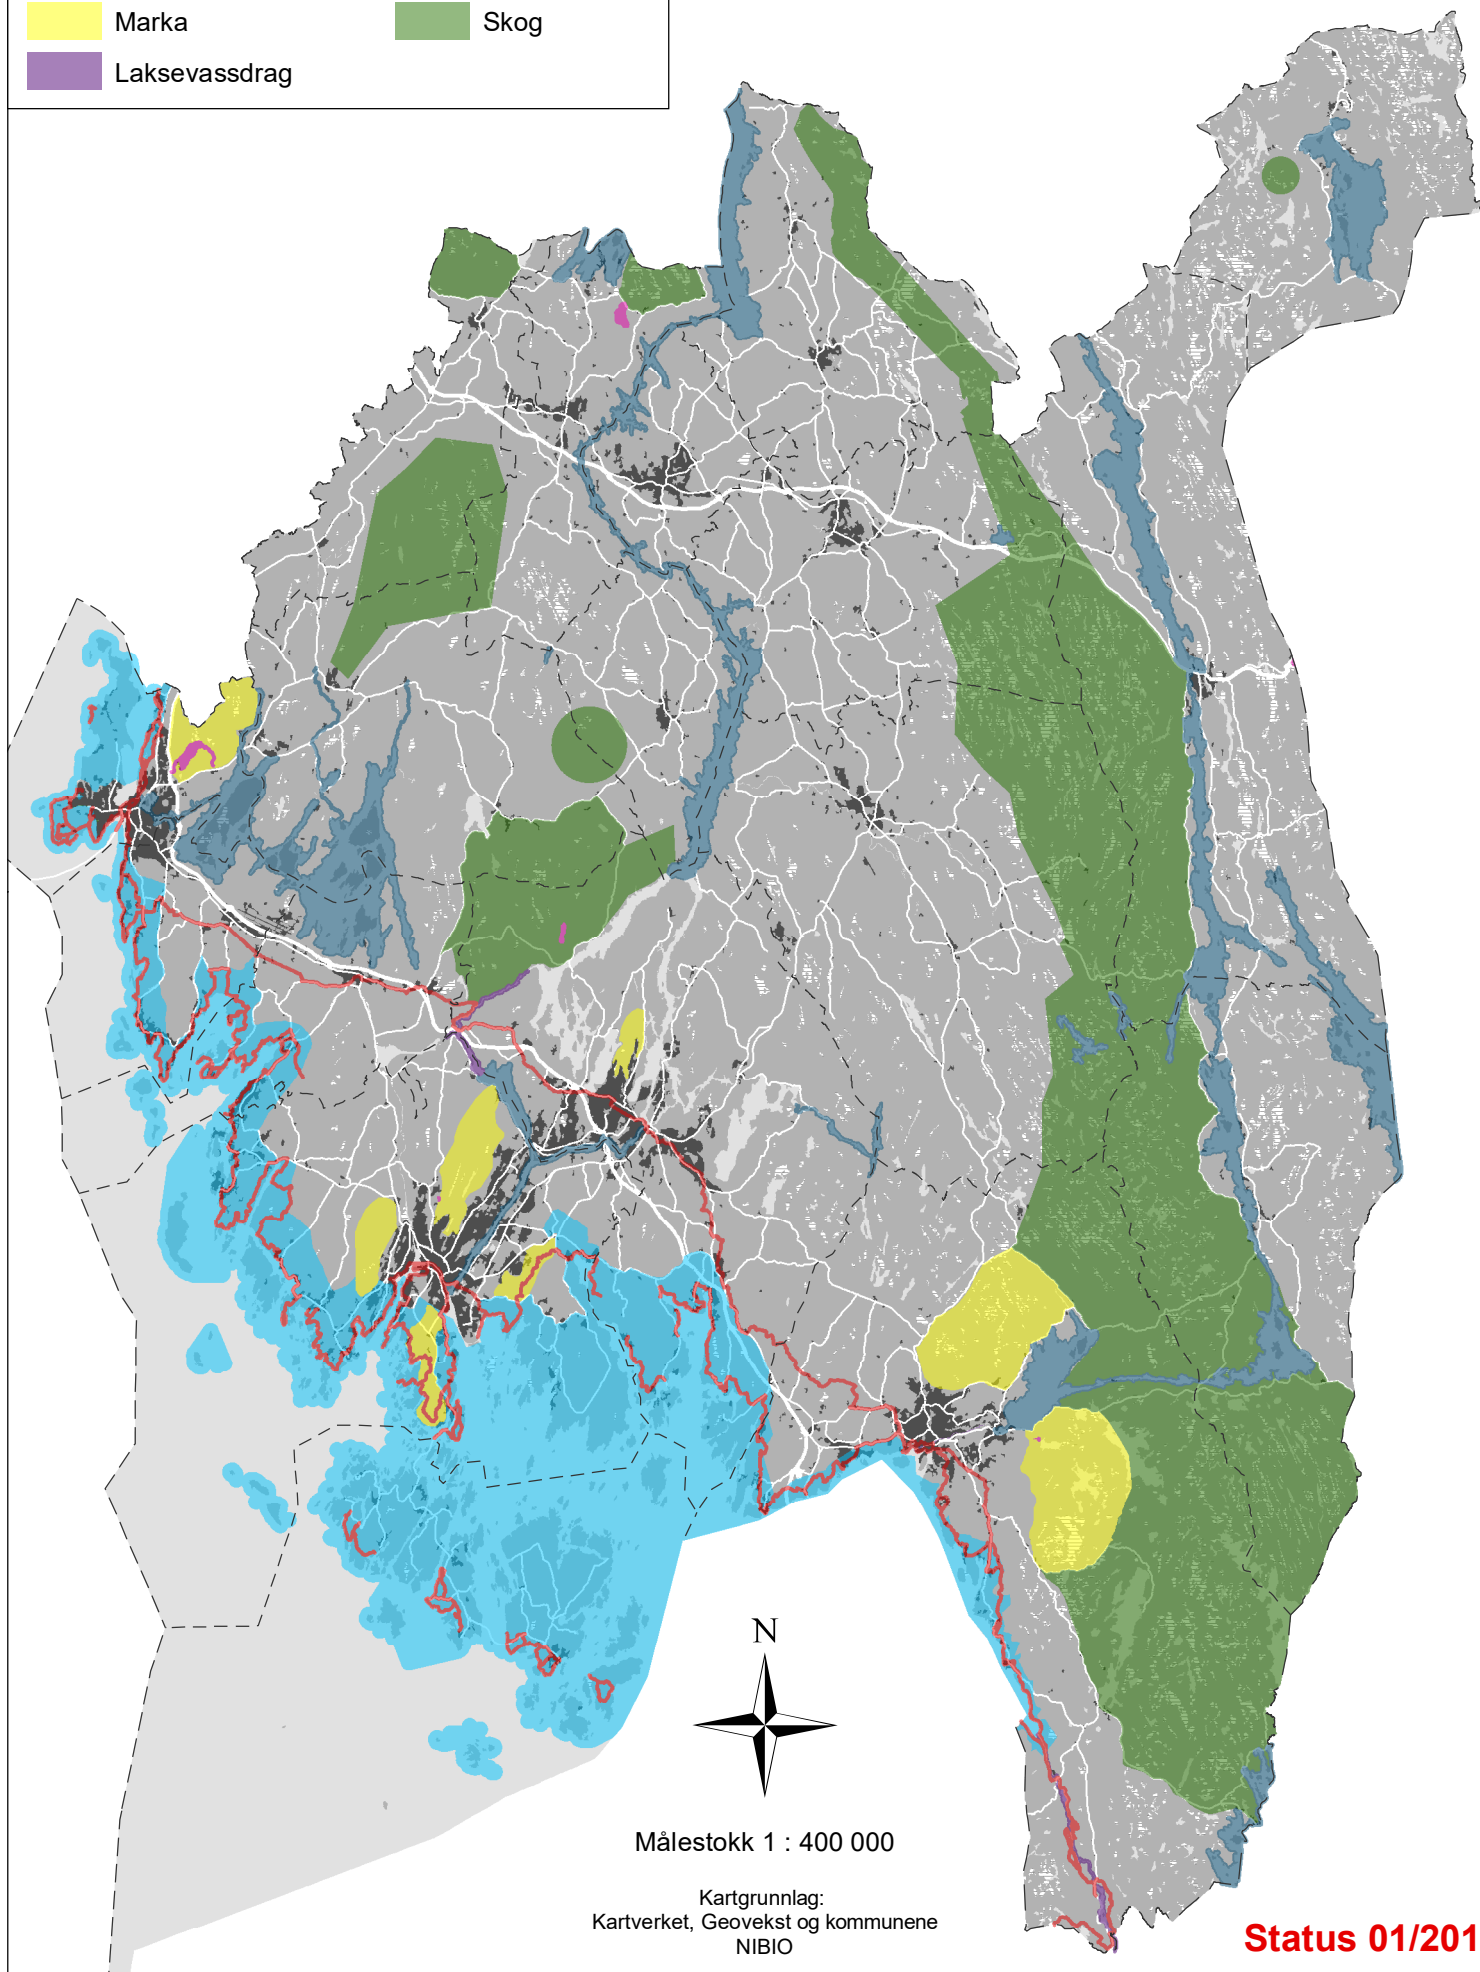 Marka
Skog
Laksevassdrag
N
Målestokk 1 : 400 000
Kartgrunnlag:
Kartverket, Geovekst og kommunene
NIBIO
Status 01/201